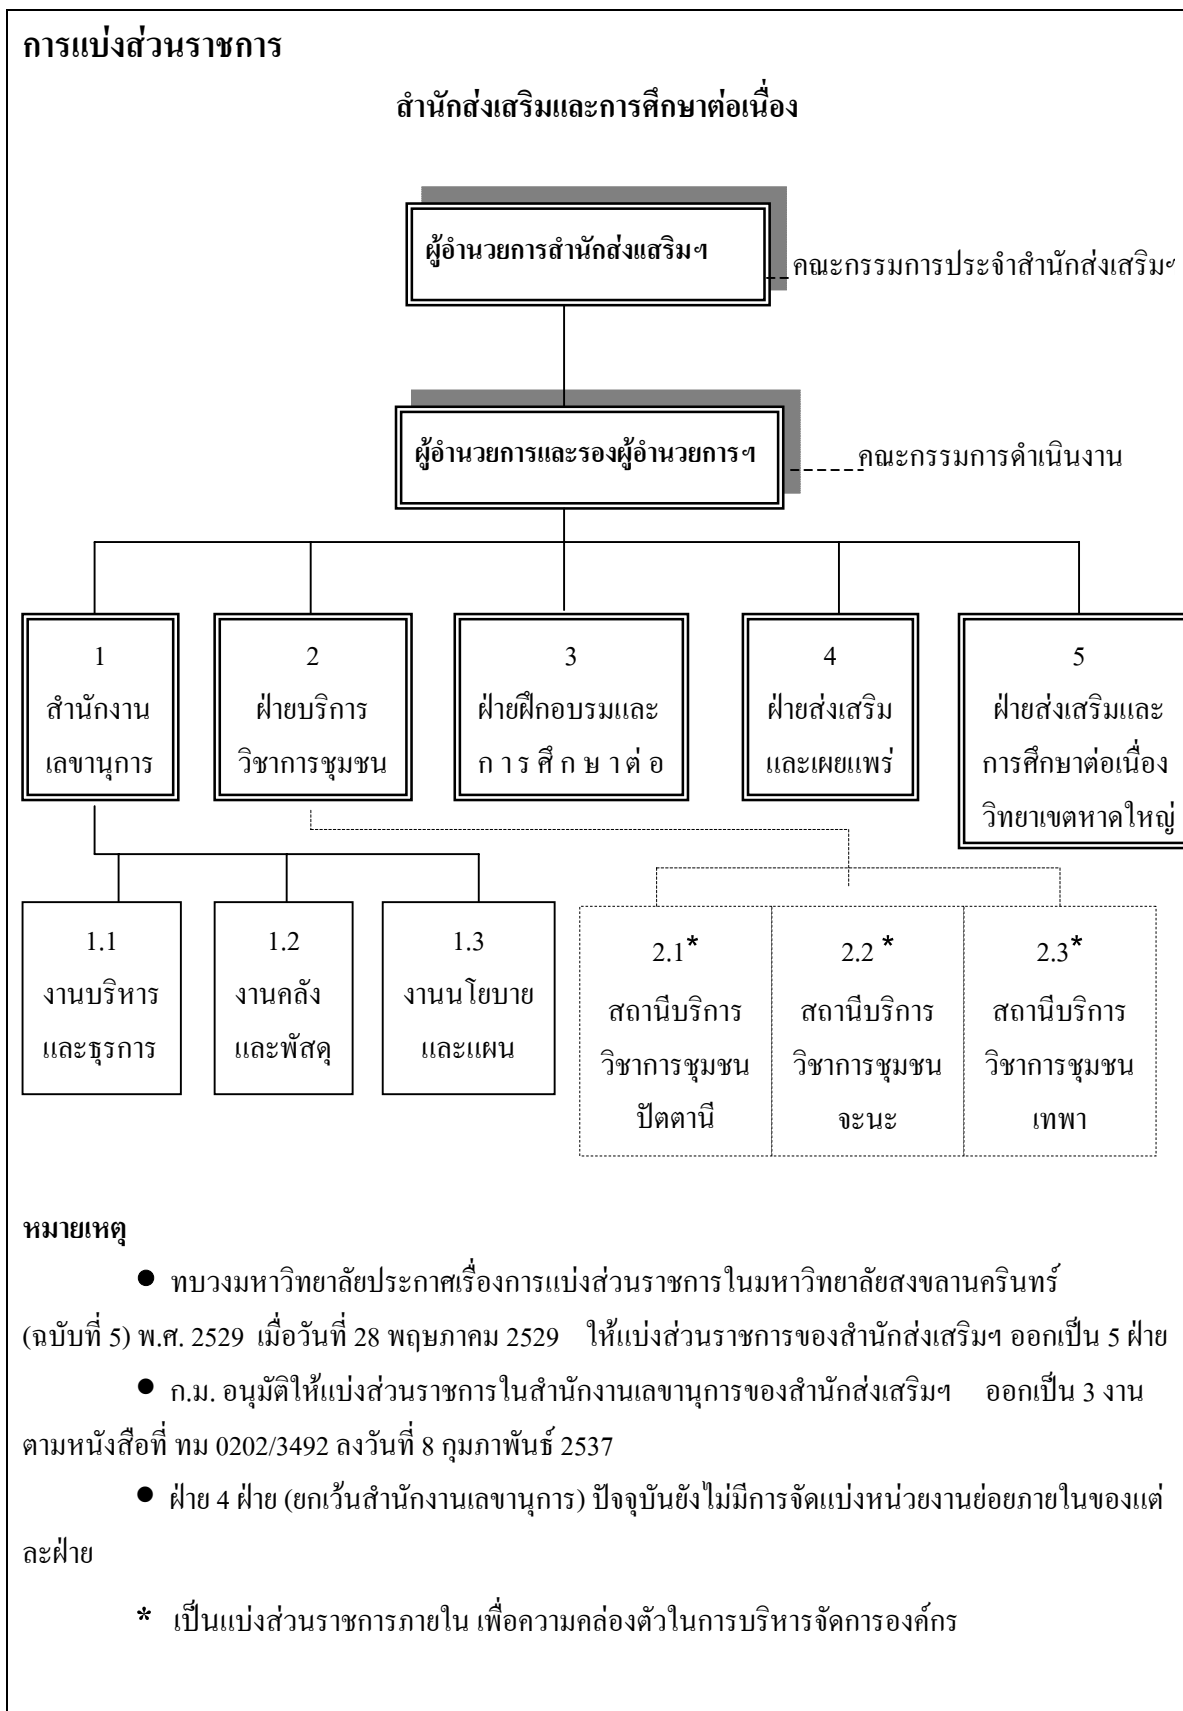 การแบ่งส่วนราชการ
สำนักส่งเสริมและการศึกษาต่อเนื่อง
ผู้อำนวยการสำนักส่งแสริมฯ
คณะกรรมการประจำสำนักส่งเสริมฯ
ผู้อำนวยการและรองผู้อำนวยการฯ
คณะกรรมการดำเนินงาน
1
สำนักงาน
เลขานุการ
2
ฝ่ายบริการ
วิชาการชุมชน
3
ฝ่ายฝึกอบรมและ
การศึกษาต่อ
4
ฝ่ายส่งเสริม
และเผยแพร่
5
ฝ่ายส่งเสริมและ
การศึกษาต่อเนื่อง
วิทยาเขตหาดใหญ่
1.1
งานบริหาร
และธุรการ
1.2
งานคลัง
และพัสดุ
1.3
งานนโยบาย
และแผน
2.1*
สถานีบริการ
วิชาการชุมชน
ปัตตานี
2.2 *
สถานีบริการ
วิชาการชุมชน
จะนะ
2.3*
สถานีบริการ
วิชาการชุมชน
เทพา
หมายเหตุ
● ทบวงมหาวิทยาลัยประกาศเรื่องการแบ่งส่วนราชการในมหาวิทยาลัยสงขลานครินทร์
(ฉบับที่ 5) พ.ศ. 2529 เมื่อวันที่ 28 พฤษภาคม 2529 ให้แบ่งส่วนราชการของสำนักส่งเสริมฯ ออกเป็น 5 ฝ่าย
● ก.ม. อนุมัติให้แบ่งส่วนราชการในสำนักงานเลขานุการของสำนักส่งเสริมฯ ออกเป็น 3 งาน
ตามหนังสือที่ ทม 0202/3492 ลงวันที่ 8 กุมภาพันธ์ 2537
● ฝ่าย 4 ฝ่าย (ยกเว้นสำนักงานเลขานุการ) ปัจจุบันยังไม่มีการจัดแบ่งหน่วยงานย่อยภายในของแต่
ละฝ่าย
* เป็นแบ่งส่วนราชการภายใน เพื่อความคล่องตัวในการบริหารจัดการองค์กร